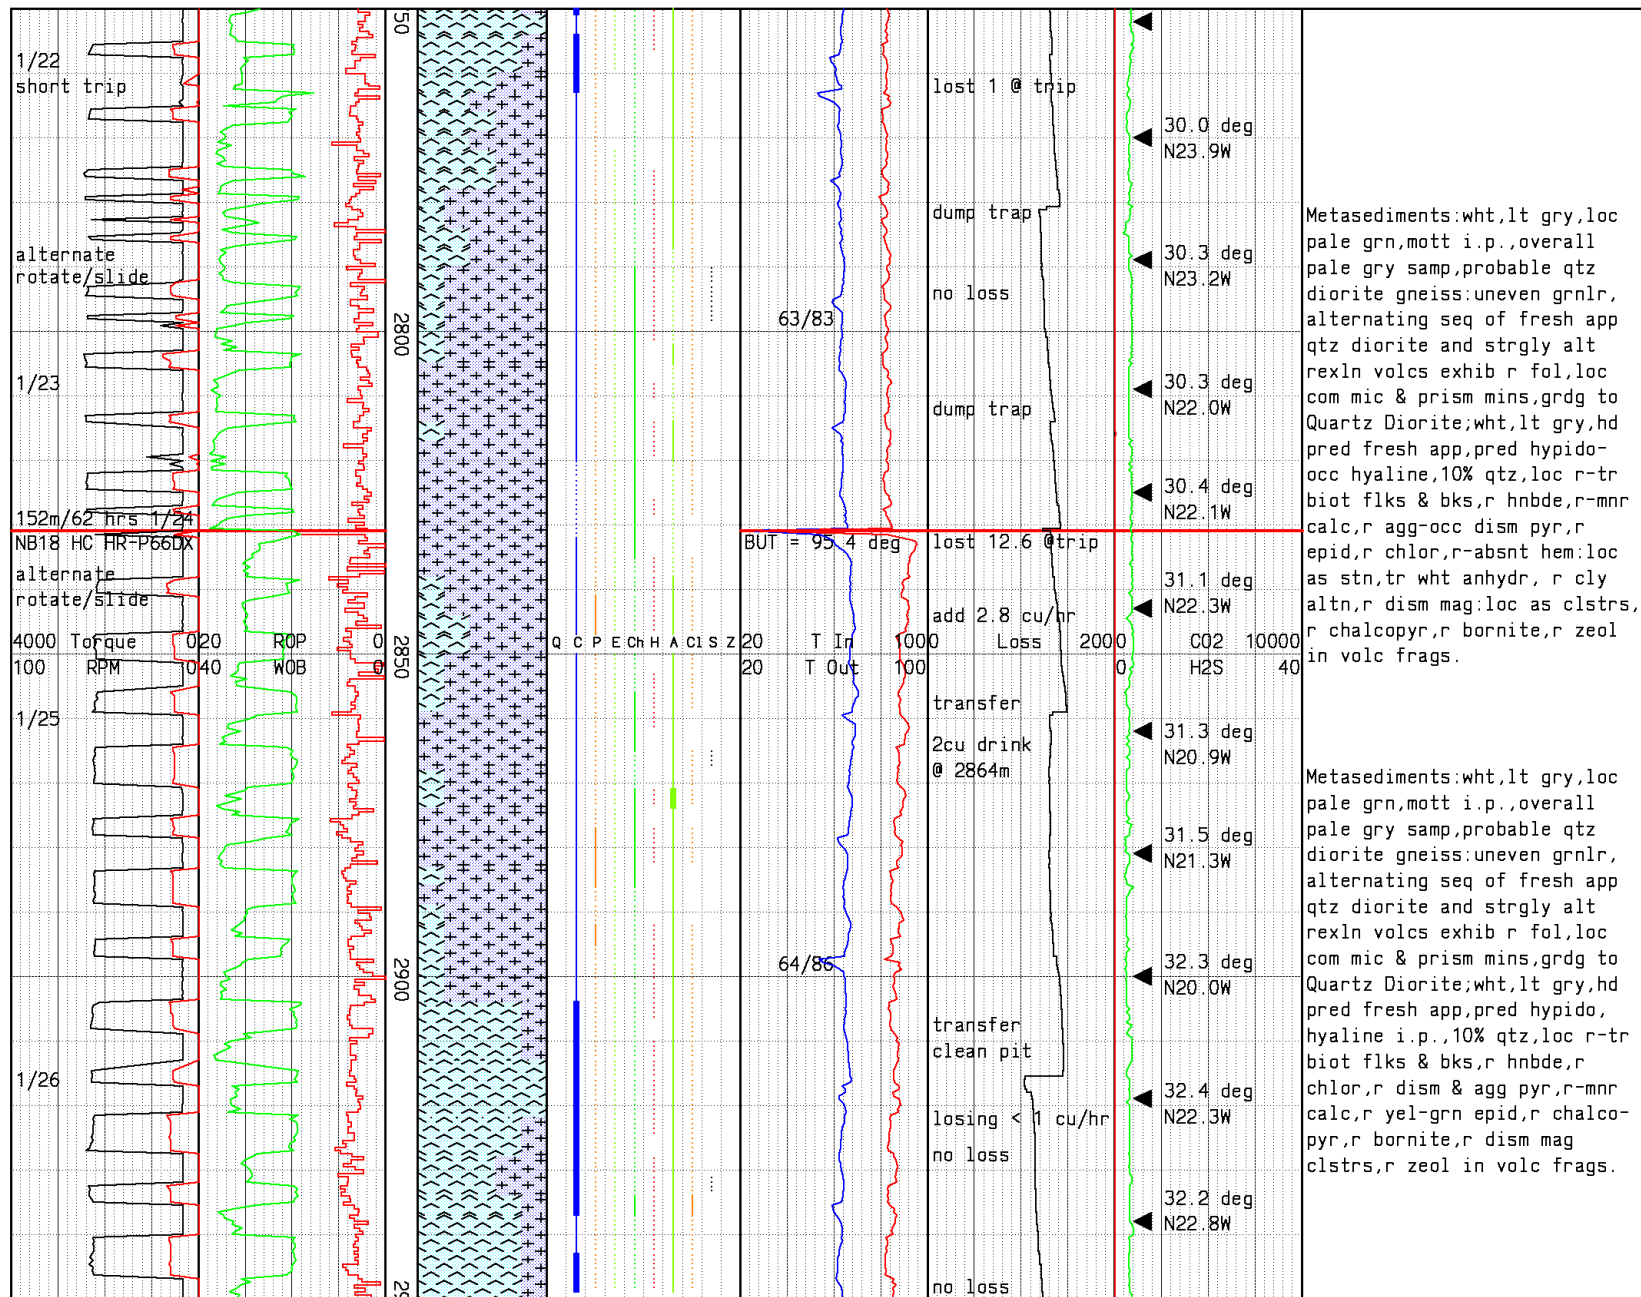 1/22
short trip
alternate
rotate/slide
1/23
152m/62 hrs 1/24
NB18 HC HR-P66DX
alternate
rotate/slide
4000 Torque 0
100 RPM 0
20 ROP 0
40 WOB 0
1/25
1/26
50
2800
2850
2900
Q C P E Ch H A Cl S Z
63/83
BUT = 95.4 deg
20 T In 100
20 T Out 100
64/86
lost 1 @ trip
dump trap
no loss
dump trap
lost 12.6 @trip
add 2.8 cu/hr
0 Loss 2000
transfer
2cu drink
@ 2864m
transfer
clean pit
losing < 1 cu/hr
no loss
no loss
30.0 deg
N23.9W
30.3 deg
N23.2W
30.3 deg
N22.0W
30.4 deg
N22.1W
31.1 deg
N22.3W
0 CO2 10000
0 H2S 40
31.3 deg
N20.9W
31.5 deg
N21.3W
32.3 deg
N20.0W
32.4 deg
N22.3W
32.2 deg
N22.8W
Metasediments:wht,lt gry,loc
pale grn,mott i.p.,overall
pale gry samp,probable qtz
diorite gneiss:uneven grnlr,
alternating seq of fresh app
qtz diorite and strgly alt
rexln volcs exhib r fol,loc
com mic & prism mins,grdg to
Quartz Diorite;wht,lt gry,hd
pred fresh app,pred hypido-
occ hyaline,10% qtz,loc r-tr
biot flks & bks,r hnbde,r-mnr
calc,r agg-occ dism pyr,r
epid,r chlor,r-absnt hem:loc
as stn,tr wht anhydr, r cly
altn,r dism mag:loc as clstrs,
r chalcopyr,r bornite,r zeol
in volc frags.
Metasediments:wht,lt gry,loc
pale grn,mott i.p.,overall
pale gry samp,probable qtz
diorite gneiss:uneven grnlr,
alternating seq of fresh app
qtz diorite and strgly alt
rexln volcs exhib r fol,loc
com mic & prism mins,grdg to
Quartz Diorite;wht,lt gry,hd
pred fresh app,pred hypido,
hyaline i.p.,10% qtz,loc r-tr
biot flks & bks,r hnbde,r
chlor,r dism & agg pyr,r-mnr
calc,r yel-grn epid,r chalco-
pyr,r bornite,r dism mag
clstrs,r zeol in volc frags.